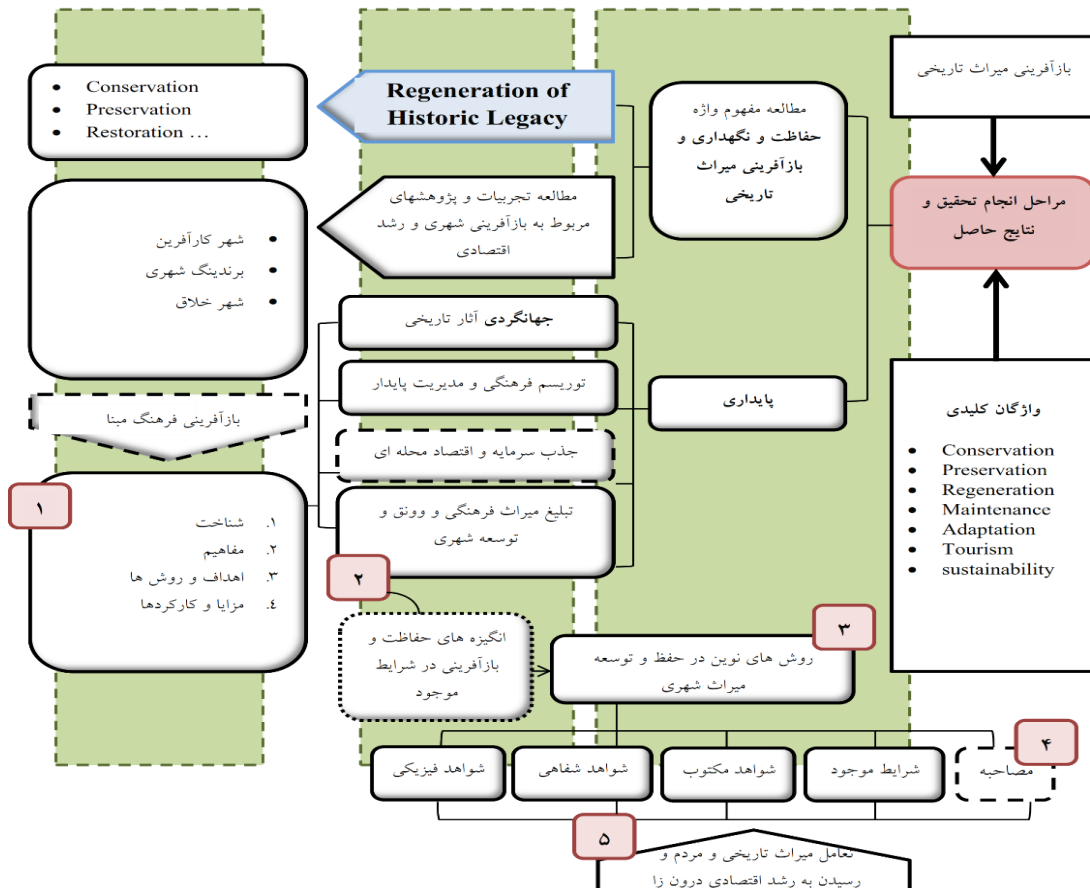 بازآفرینی میراث تاریخی
مراحل انجام تحقیق و
نتایج حاصل
واژگان کلیدی
• Conservation
• Preservation
• Regeneration
• Maintenance
• Adaptation
• Tourism
• sustainability
مطالعه مفهوم واژه
حفاظت و نگهداری و
بازآفرینی میراث
تاریخی
پایداری
Regeneration of
Historic Legacy
مطالعه تجربیات و پژوهشهای
مربوط به بازآفرینی شهری و رشد
اقتصادی
جهانگردی آثار تاریخی
توریسم فرهنگی و مدیریت پایدار
جذب سرمایه و اقتصاد محله ای
تبلیغ میراث فرهنگی و وونق و
توسعه شهری
• Conservation
• Preservation
• Restoration …
• شهر کارآفرین
• برندینگ شهری
• شهر خلاق
بازآفرینی فرهنگ مبنا
۱
۱. شناخت
۲. مفاهیم
۳. اهداف و روش ها
٤. مزایا و کارکردها
۲
انگیزه های حفاظت و
بازآفرینی در شرایط
موجود
۳
روش های نوین در حفظ و توسعه
میراث شهری
۴
مصاحبه
شرایط موجود
شواهد مکتوب
شواهد شفاهی
شواهد فیزیکی
۵
تعامل میراث تاریخی و مردم و
رسیدن به رشد اقتصادی درون زا